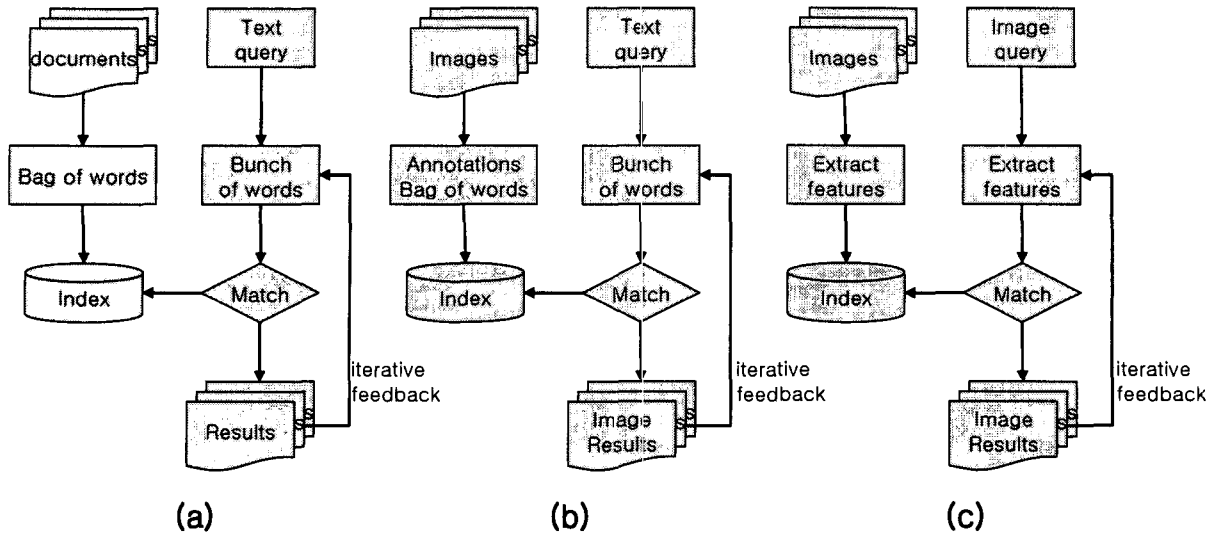 documents
s
s
Text
query
Bag of words
Bunch
of words
Index
Match
iterative
feedback
Results
s
s
(a)
Images
s
s
Text
query
Annotations
Bag of words
Bunch
of words
Index
Match
iterative
feedback
Image
Results
s
s
(b)
Images
s
s
Image
query
Extract
features
Extract
features
Index
Match
iterative
feedback
Image
Results
s
s
(c)